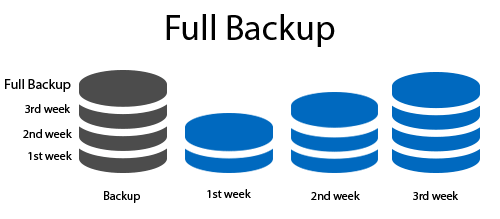 Full Backup
Full Backup
3rd week
2nd week
1st week
Backup
1st week
2nd week
3rd week